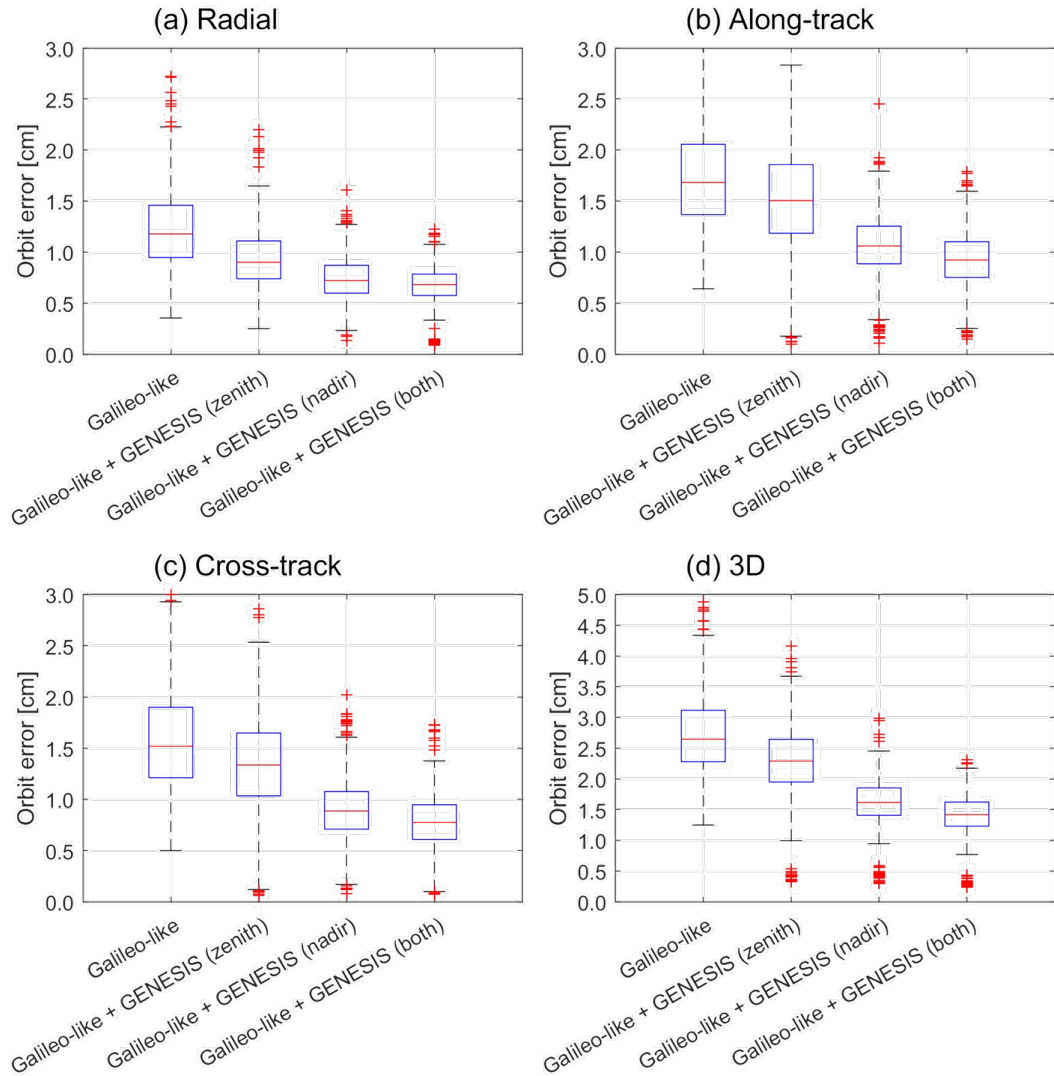 (a) Radial
Orbit error [cm]
3.0
2.5
2.0
1.5
1.0
0.5
0.0
Galileo-like
Galileo-like + GENESIS (zenith)
Galileo-like + GENESIS (nadir)
Galileo-like + GENESIS (both)
(b) Along-track
Orbit error [cm]
3.0
2.5
2.0
1.5
1.0
0.5
0.0
Galileo-like
Galileo-like + GENESIS (zenith)
Galileo-like + GENESIS (nadir)
Galileo-like + GENESIS (both)
(c) Cross-track
Orbit error [cm]
3.0
2.5
2.0
1.5
1.0
0.5
0.0
Galileo-like
Galileo-like + GENESIS (zenith)
Galileo-like + GENESIS (nadir)
Galileo-like + GENESIS (both)
(d) 3D
Orbit error [cm]
5.0
4.5
4.0
3.5
3.0
2.5
2.0
1.5
1.0
0.5
0.0
Galileo-like
Galileo-like + GENESIS (zenith)
Galileo-like + GENESIS (nadir)
Galileo-like + GENESIS (both)